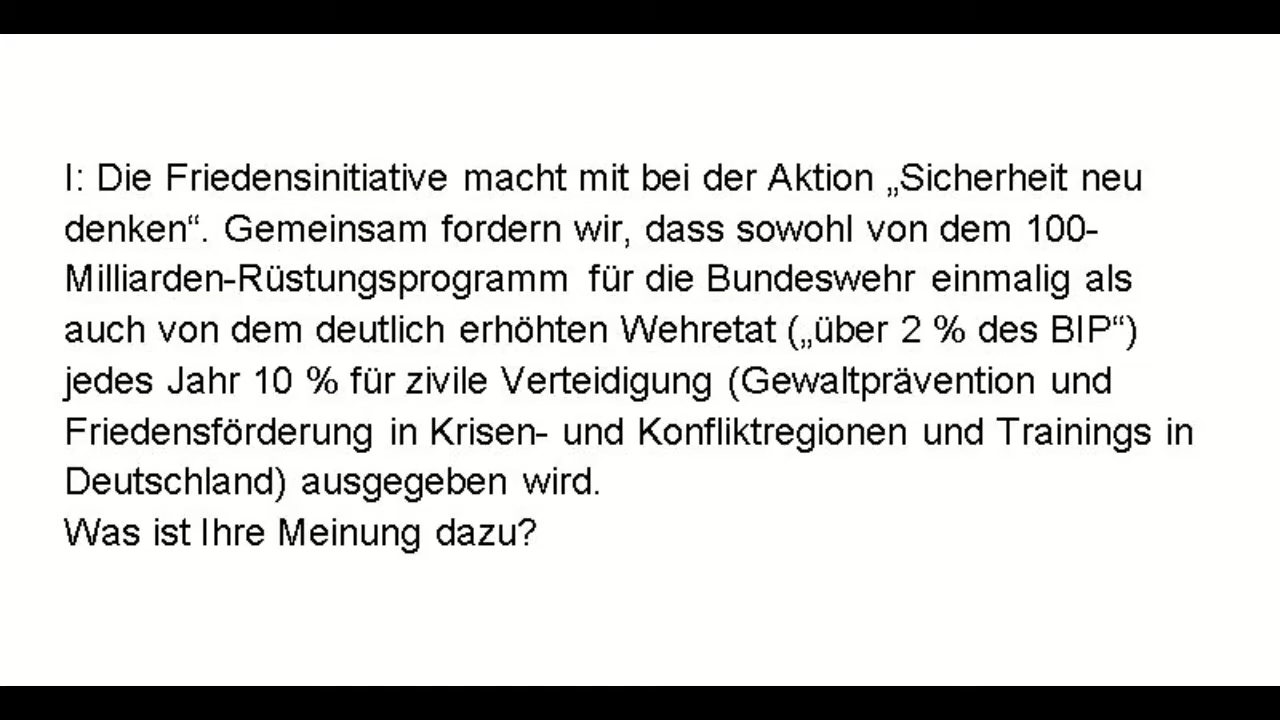 I: Die Friedensinitiative macht mit bei der Aktion „Sicherheit neu
denken“. Gemeinsam fordern wir, dass sowohl von dem 100-
Milliarden-Rüstungsprogramm für die Bundeswehr einmalig als
auch von dem deutlich erhöhten Wehretat („über 2 % des BIP“)
jedes Jahr 10 % für zivile Verteidigung (Gewaltprävention und
Friedensförderung in Krisen- und Konfliktregionen und Trainings in
Deutschland) ausgegeben wird.
Was ist Ihre Meinung dazu?